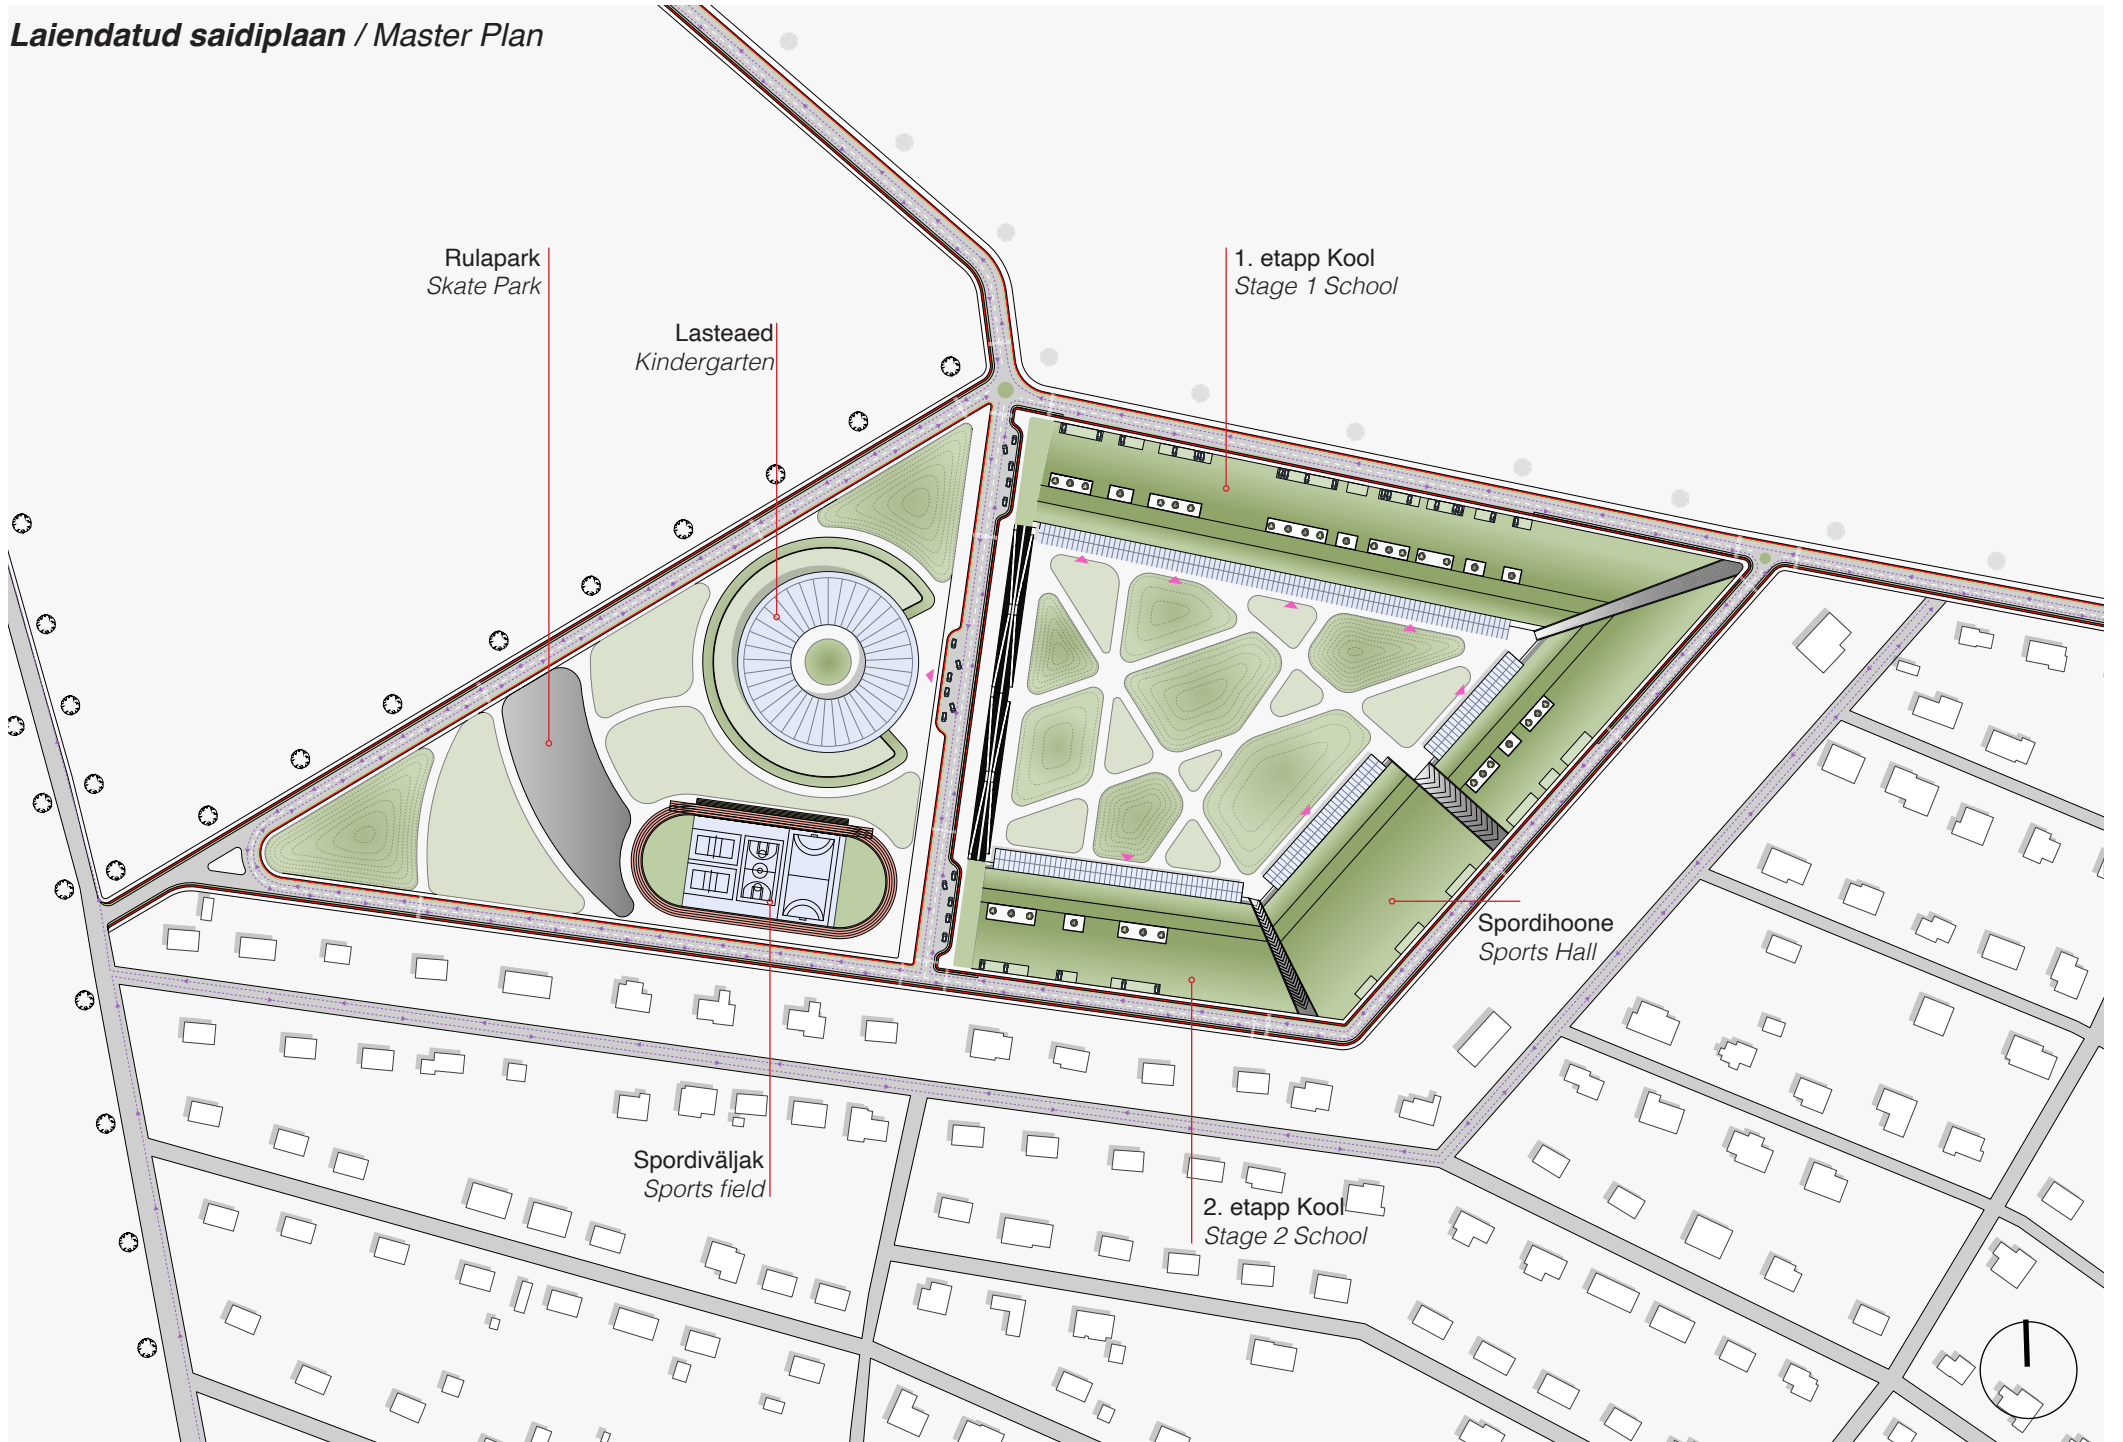 Laiendatud saidiplaan / Master Plan
Rulapark
Skate Park
1. etapp Kool
Stage 1 School
Lasteaed
Kindergarten
Spordihoone
Sports Hall
Spordiväljak
Sports field
2. etapp Kool
Stage 2 School